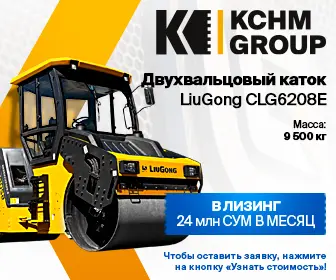 KCHM
GROUP
Двухвальцовый каток
LiuGong CLG6208E
Масса:
9 500 кг
LIUGONG
В ЛИЗИНГ
24 млн СУМ В МЕСЯЦ
Чтобы оставить заявку, нажмите
на кнопку «Узнать стоимость»!